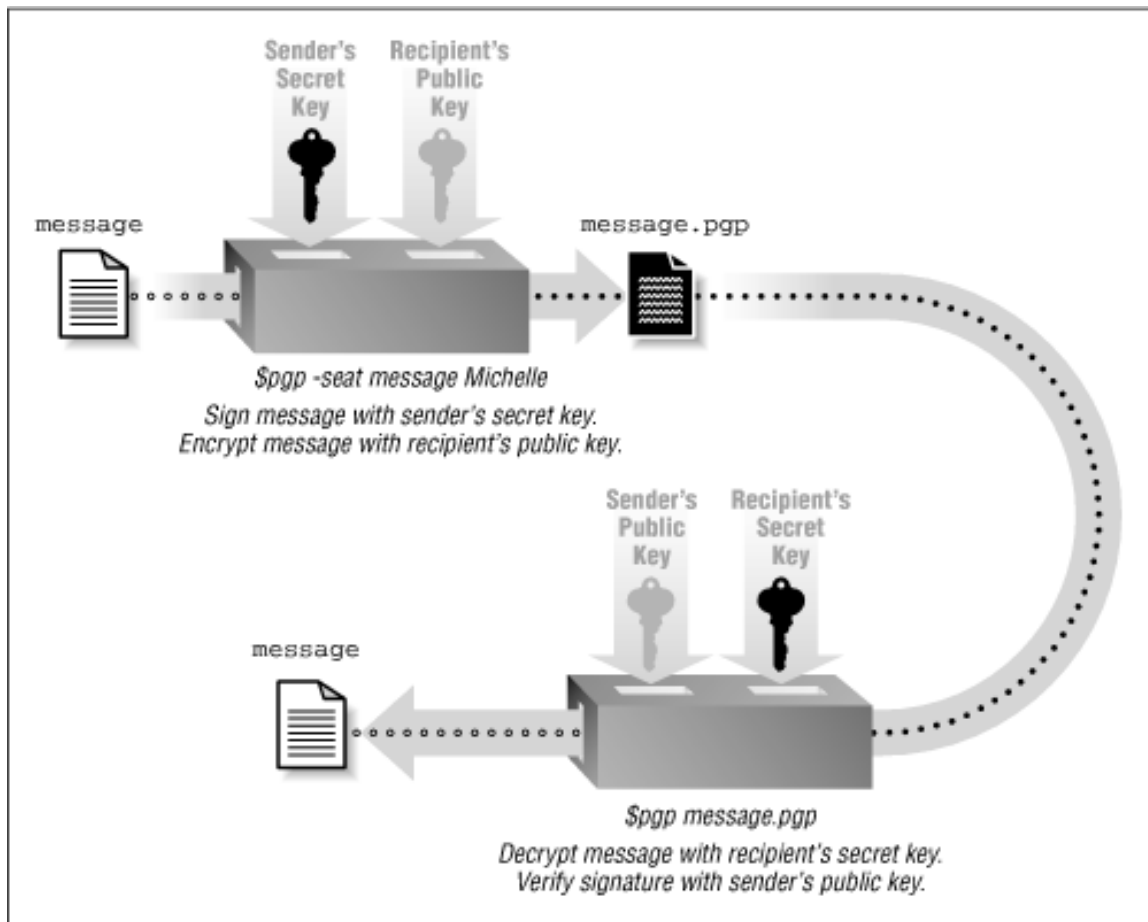 Sender's
Secret
Key
Recipient's
Public
Key
message
message.pgp
$pgp -seat message Michelle
Sign message with sender's secret key.
Encrypt message with recipient's public key.
Sender's
Public
Key
Recipient's
Secret
Key
message
$pgp message.pgp
Decrypt message with recipient's secret key.
Verify signature with sender's public key.